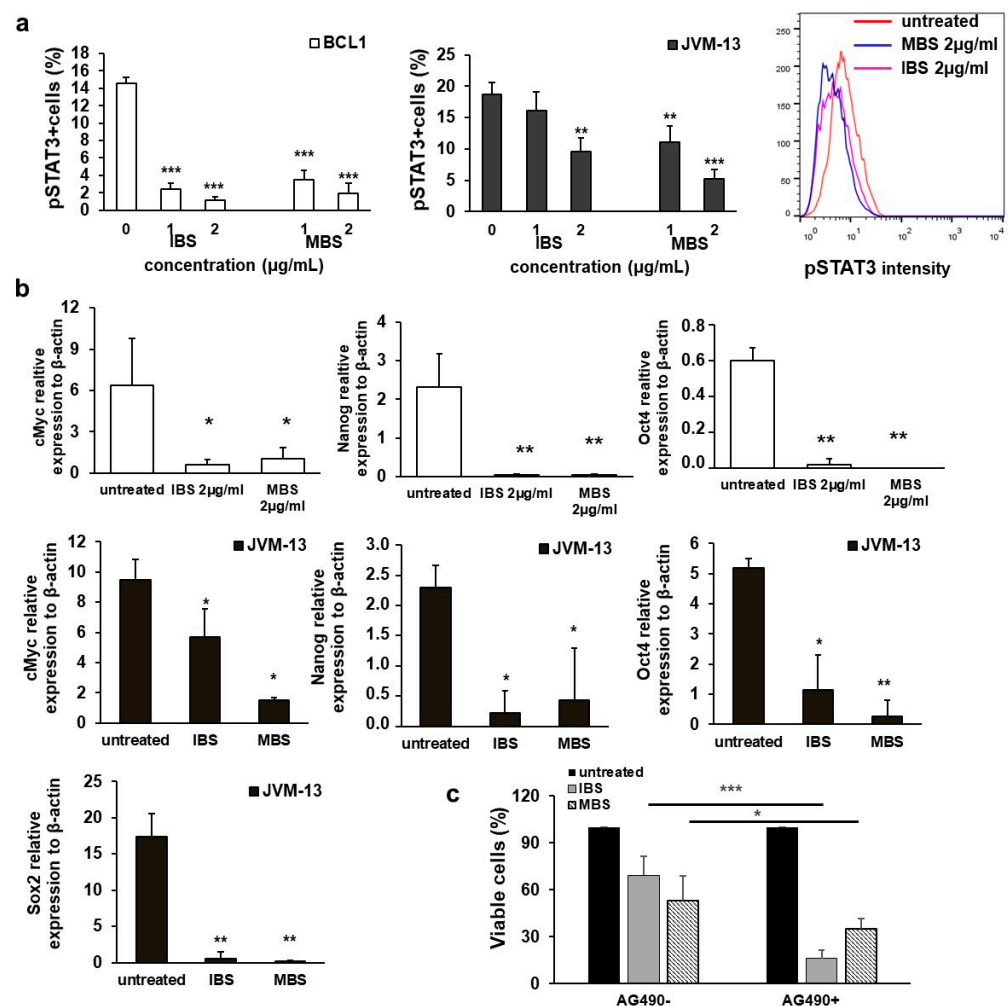 a
BCL1
pSTAT3+cells (%)
18
16
14
12
10
8
6
4
2
0
***
***
***
***
0 1 2 1 2
IBS MBS
concentration (µg/mL)
JVM-13
pSTAT3+cells (%)
25
20
15
10
5
0
**
**
***
0 1 2 1 2
IBS MBS
concentration (µg/mL)
untreated
MBS 2µg/ml
IBS 2µg/ml
250
200
150
100
50
0
10⁰ 10¹ 10² 10³ 10⁴
pSTAT3 intensity
b
cMyc realtive
expression to β-actin
12
9
6
3
0
* *
untreated IBS 2µg/ml MBS
2µg/ml
Nanog realtive
expression to β-actin
4
3
2
1
0
** **
untreated IBS 2µg/ml MBS
2µg/ml
Oct4 realtive
expression to β-actin
0.8
0.6
0.4
0.2
0.0
** **
untreated IBS 2µg/ml MBS
2µg/ml
JVM-13
cMyc relative
expression to β-actin
12
10
8
6
4
2
0
*
*
untreated IBS MBS
JVM-13
Nanog relative
expression to β-actin
3.0
2.5
2.0
1.5
1.0
0.5
0.0
*
*
untreated IBS MBS
JVM-13
Oct4 relative
expression to β-actin
6
5
4
3
2
1
0
*
**
untreated IBS MBS
JVM-13
Sox2 relative
expression to β-actin
25
20
15
10
5
0
** **
untreated IBS MBS
c
untreated
IBS
MBS
Viable cells (%)
120
90
60
30
0
***
*
AG490- AG490+